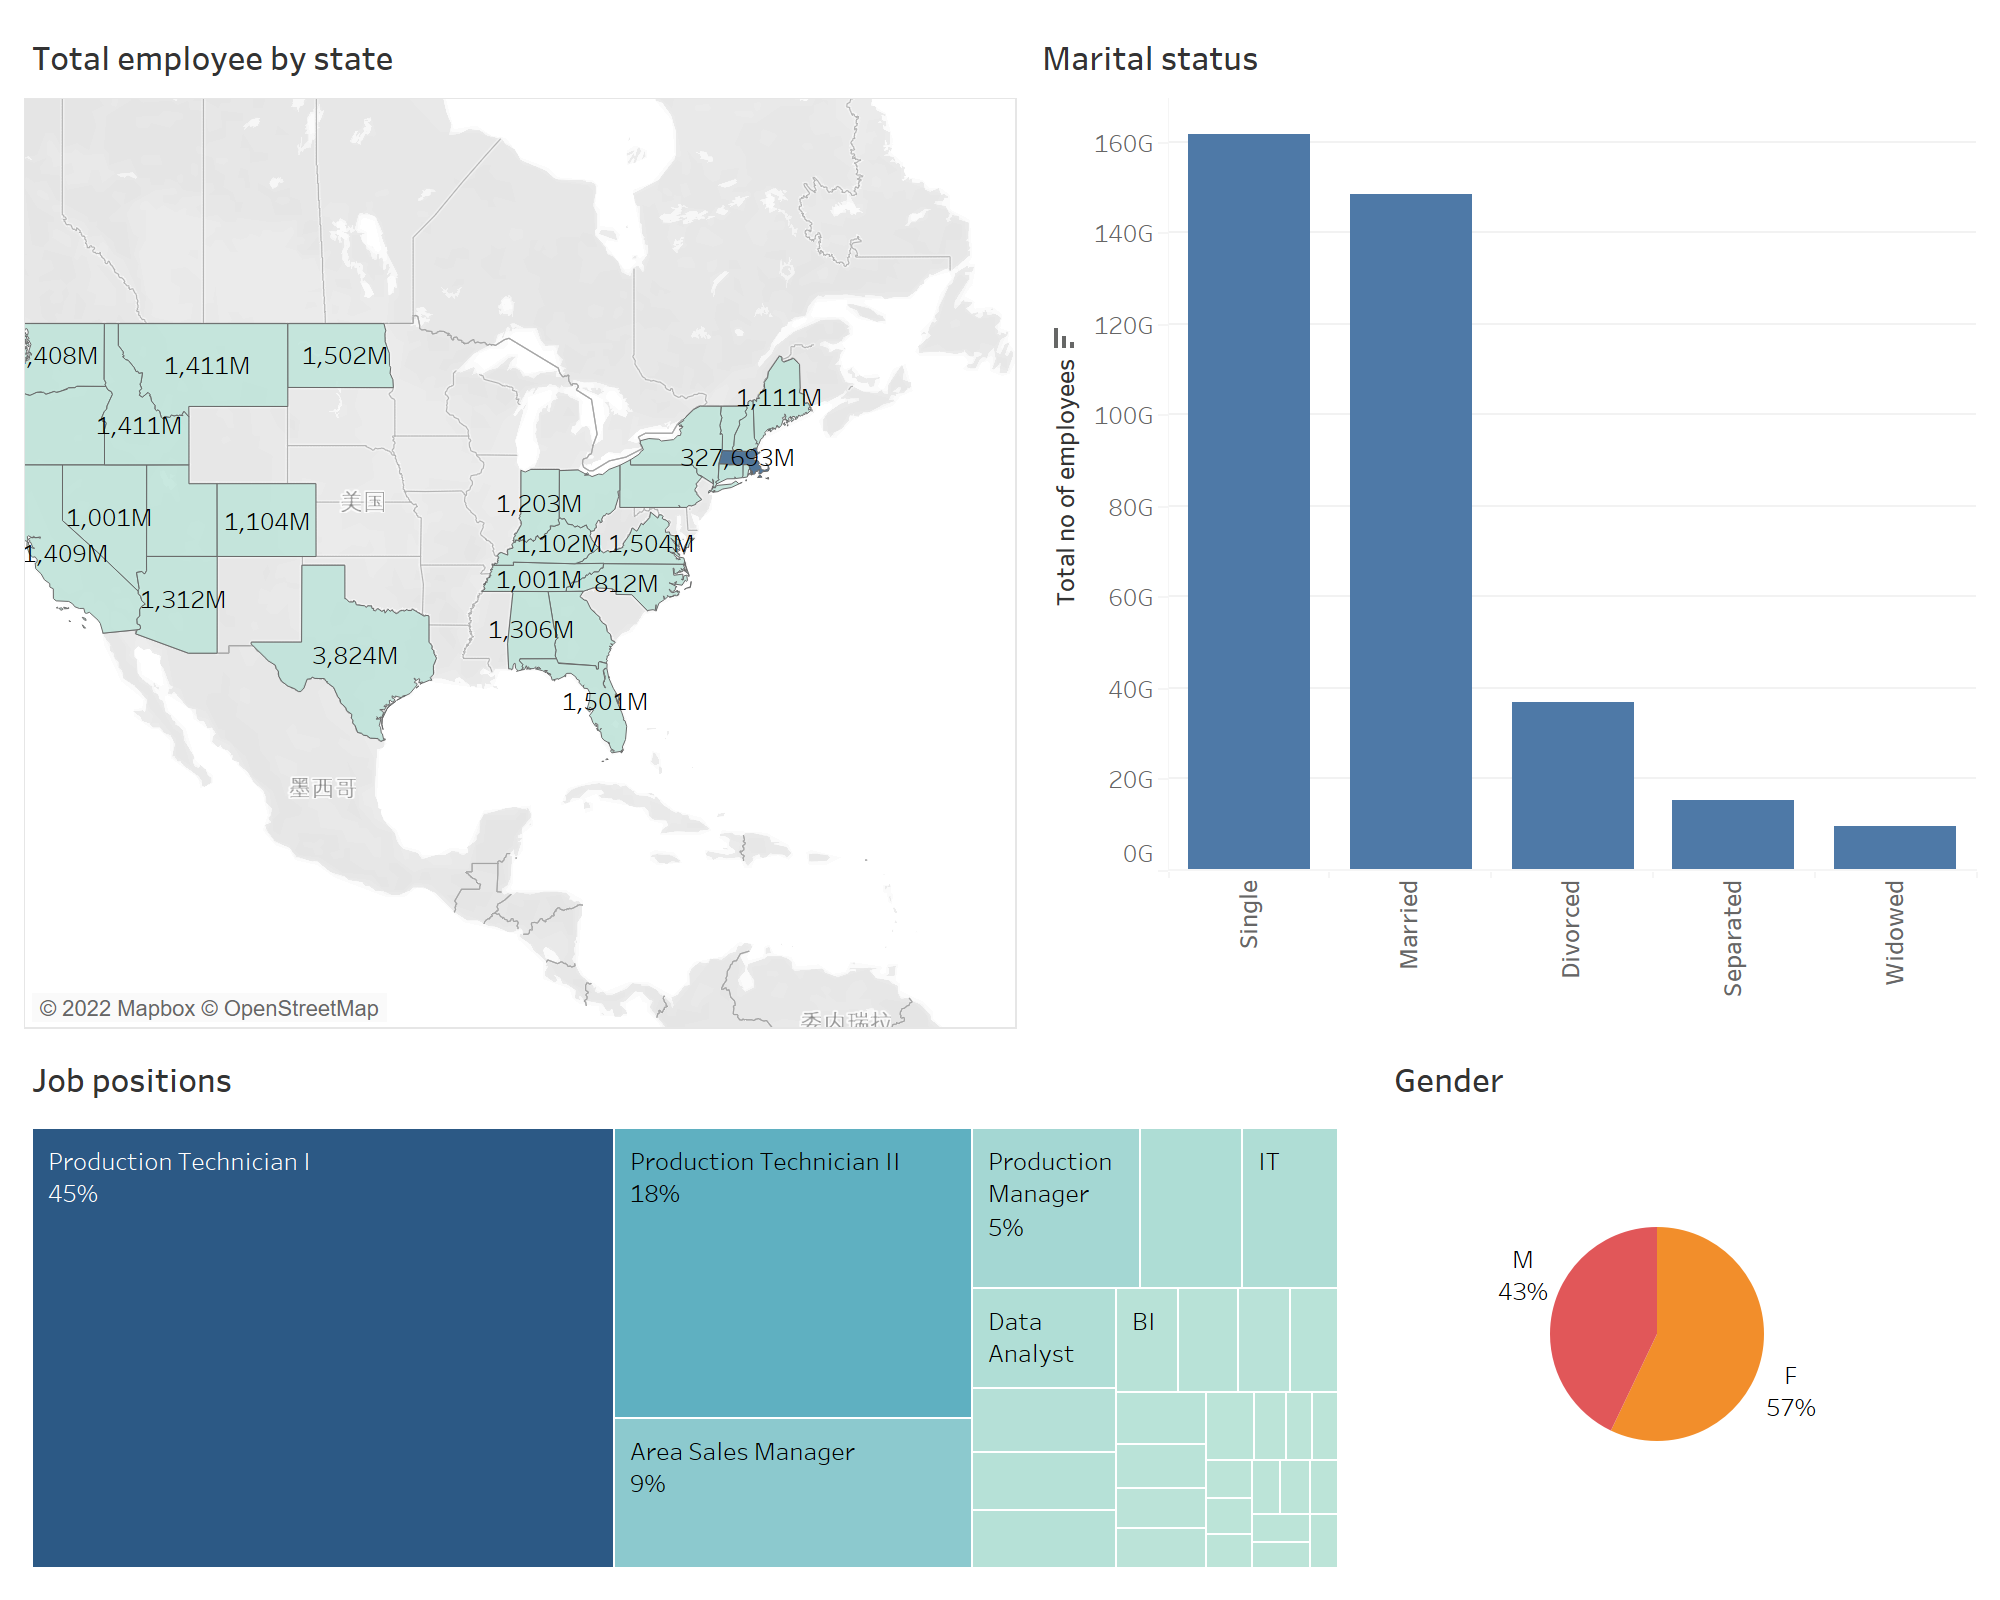 Total employee by state
,408M
1,411M
1,502M
1,111M
1,411M
327,693M
美国
1,203M
1,001M
1,104M
1,102M
1,504M
1,409M
1,001M
812M
1,312M
1,306M
3,824M
1,501M
墨西哥
委内瑞拉
© 2022 Mapbox © OpenStreetMap
Marital status
Total no of employees
160G
140G
120G
100G
80G
60G
40G
20G
0G
Single
Married
Divorced
Separated
Widowed
Job positions
Production Technician I
45%
Production Technician II
18%
Area Sales Manager
9%
Production
Manager
5%
IT
Data
Analyst
BI
Gender
M
43%
F
57%